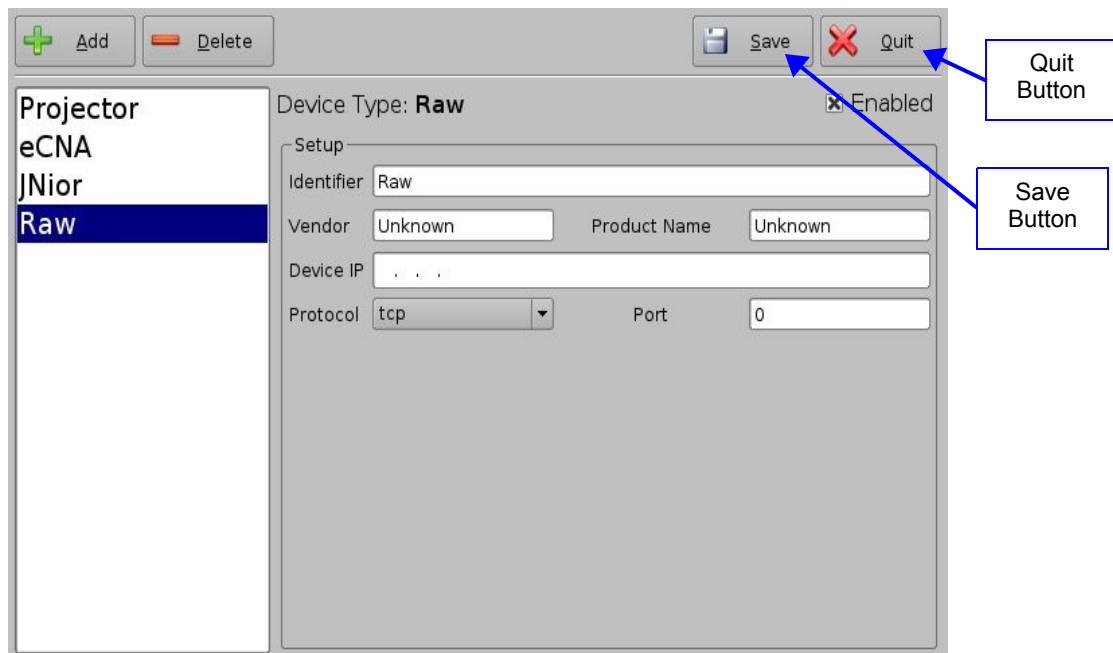 Add
Delete
Save
Quit
Quit
Button
Projector
eCNA
JNior
Raw
Device Type: Raw
Enabled
Setup
Identifier Raw
Vendor Unknown Product Name Unknown
Device IP . . .
Protocol tcp Port 0
Save
Button